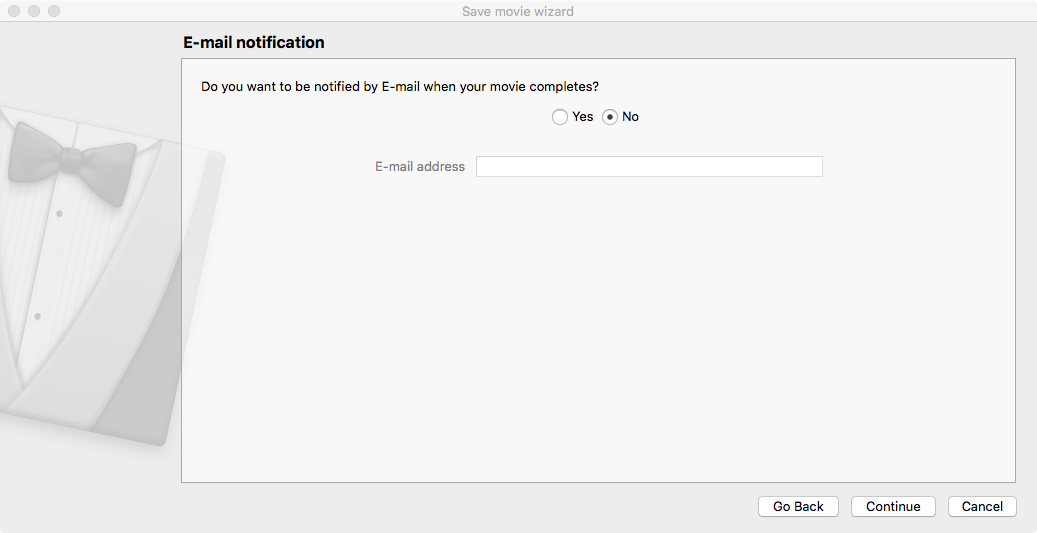 Save movie wizard
E-mail notification
Do you want to be notified by E-mail when your movie completes?
Yes No
E-mail address
Go Back Continue Cancel